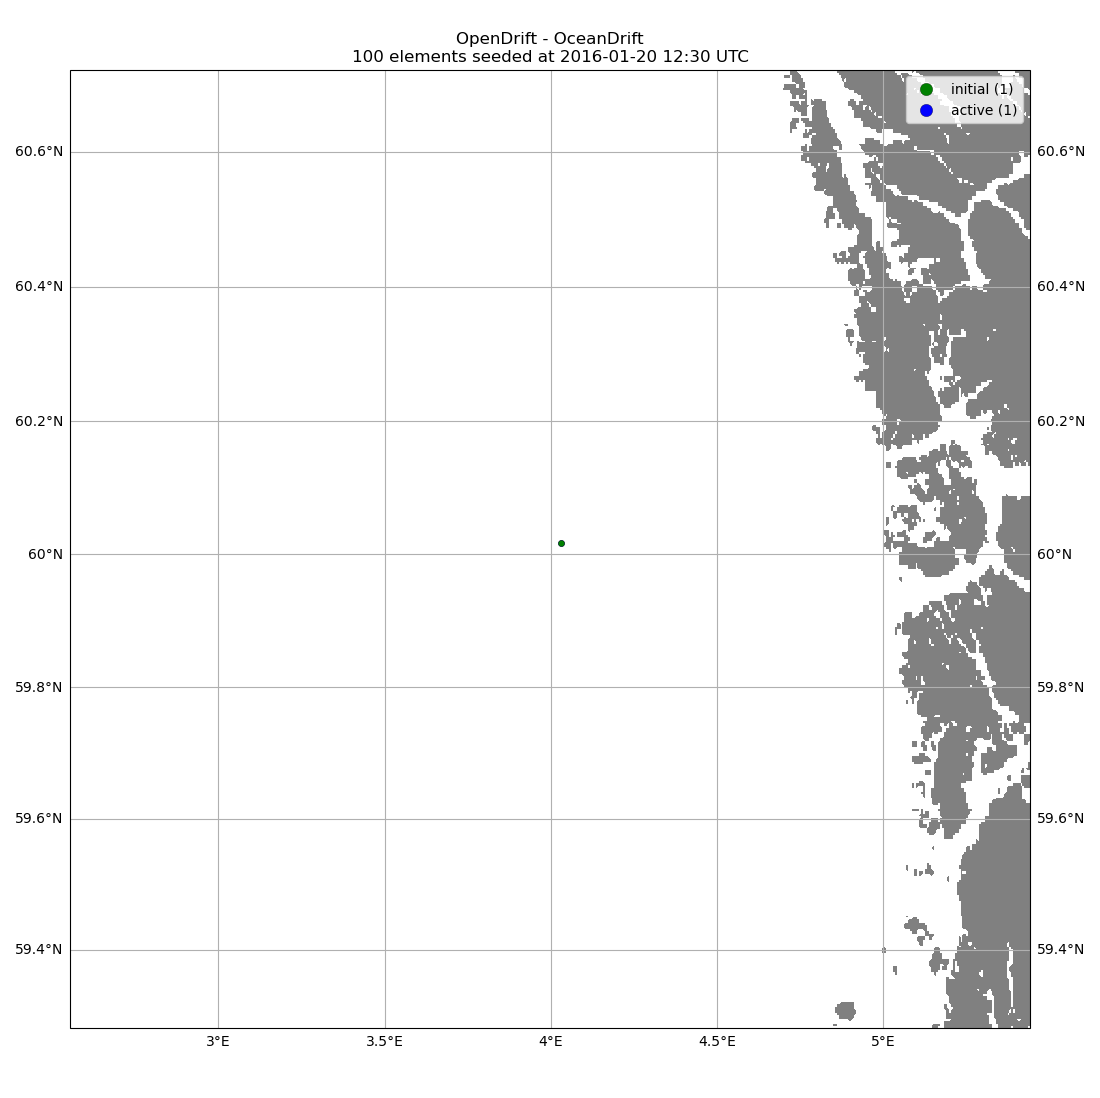 OpenDrift - OceanDrift
100 elements seeded at 2016-01-20 12:30 UTC
initial (1)
active (1)
60.6°N
60.6°N
60.4°N
60.4°N
60.2°N
60.2°N
60°N
60°N
59.8°N
59.8°N
59.6°N
59.6°N
59.4°N
59.4°N
3°E
3.5°E
4°E
4.5°E
5°E